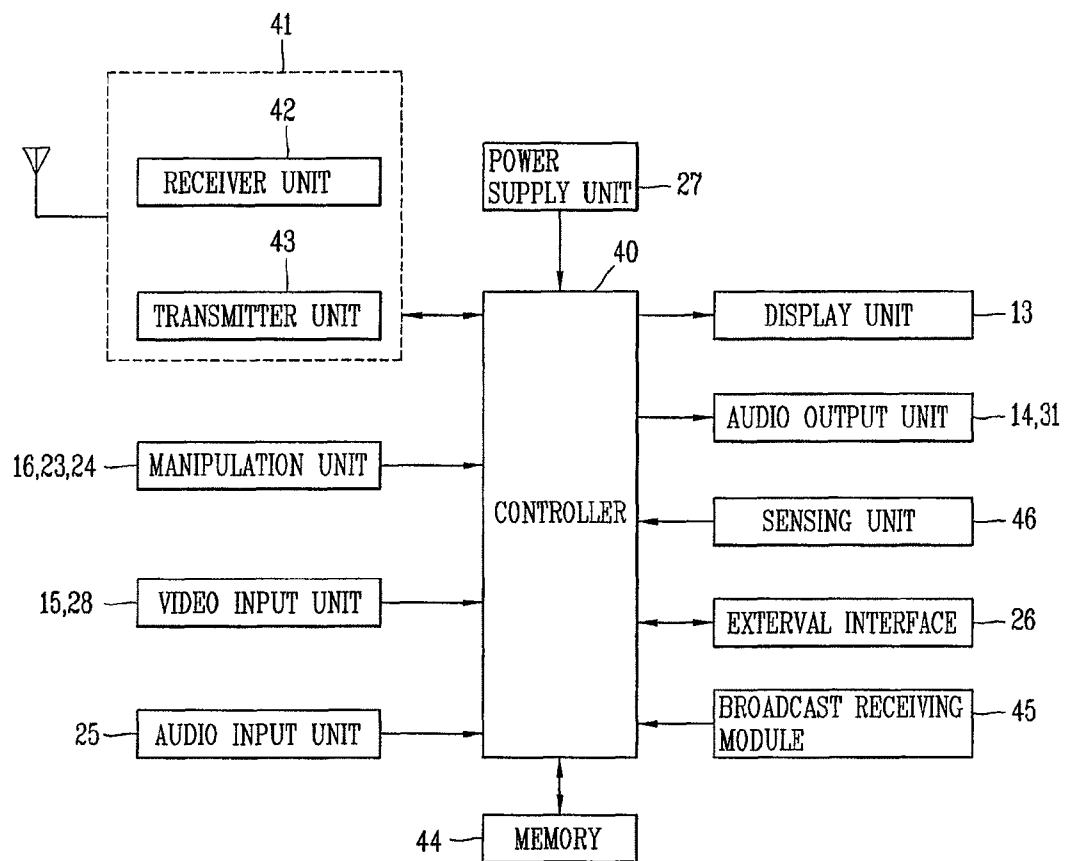 41
42
RECEIVER UNIT
43
TRANSMITTER UNIT
POWER
SUPPLY UNIT
27
40
CONTROLLER
DISPLAY UNIT
13
AUDIO OUTPUT UNIT
14,31
16,23,24
MANIPULATION UNIT
SENSING UNIT
46
15,28
VIDEO INPUT UNIT
EXTERVAL INTERFACE
26
25
AUDIO INPUT UNIT
BROADCAST RECEIVING
MODULE
45
44
MEMORY